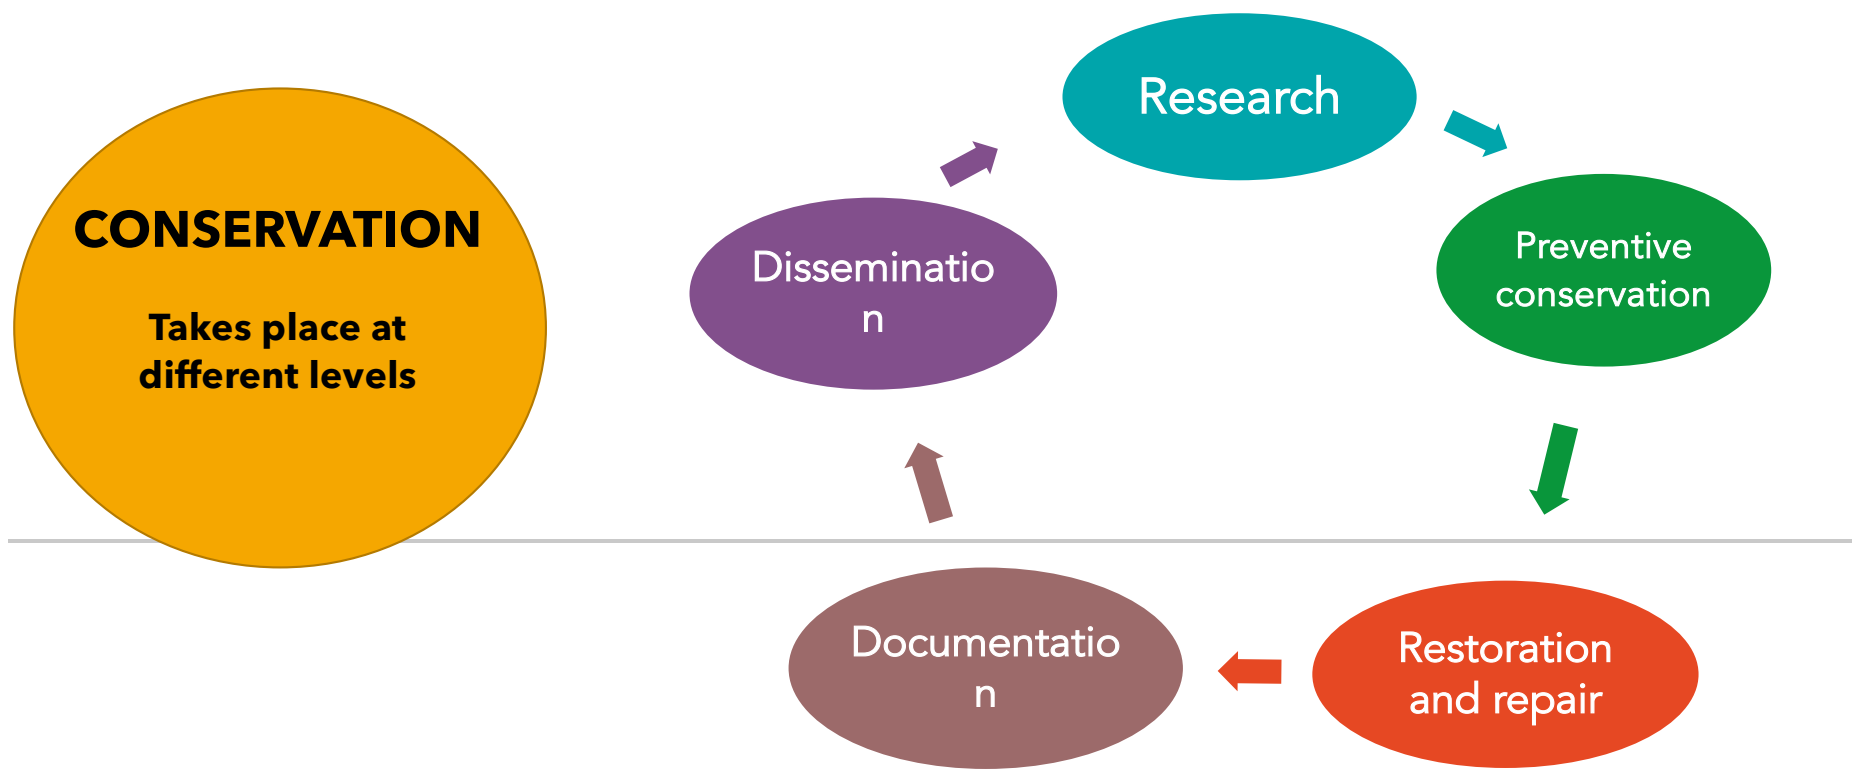 CONSERVATION
Takes place at
different levels
Research
Preventive
conservation
Restoration
and repair
Documentatio
n
Disseminatio
n